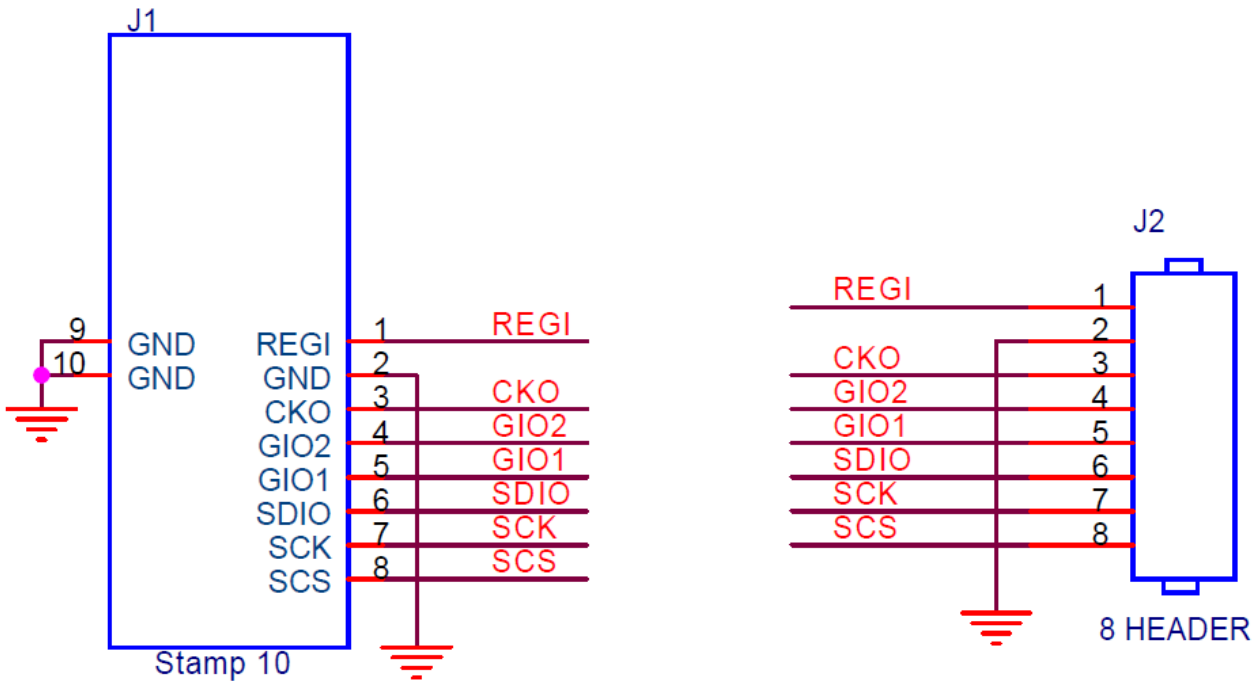 J1
9 GND
10 GND
REGI 1 REGI
GND 2
CKO 3 CKO
GIO2 4 GIO2
GIO1 5 GIO1
SDIO 6 SDIO
SCK 7 SCK
SCS 8 SCS
Stamp 10
J2
REGI 1
2
CKO 3
GIO2 4
GIO1 5
SDIO 6
SCK 7
SCS 8
8 HEADER